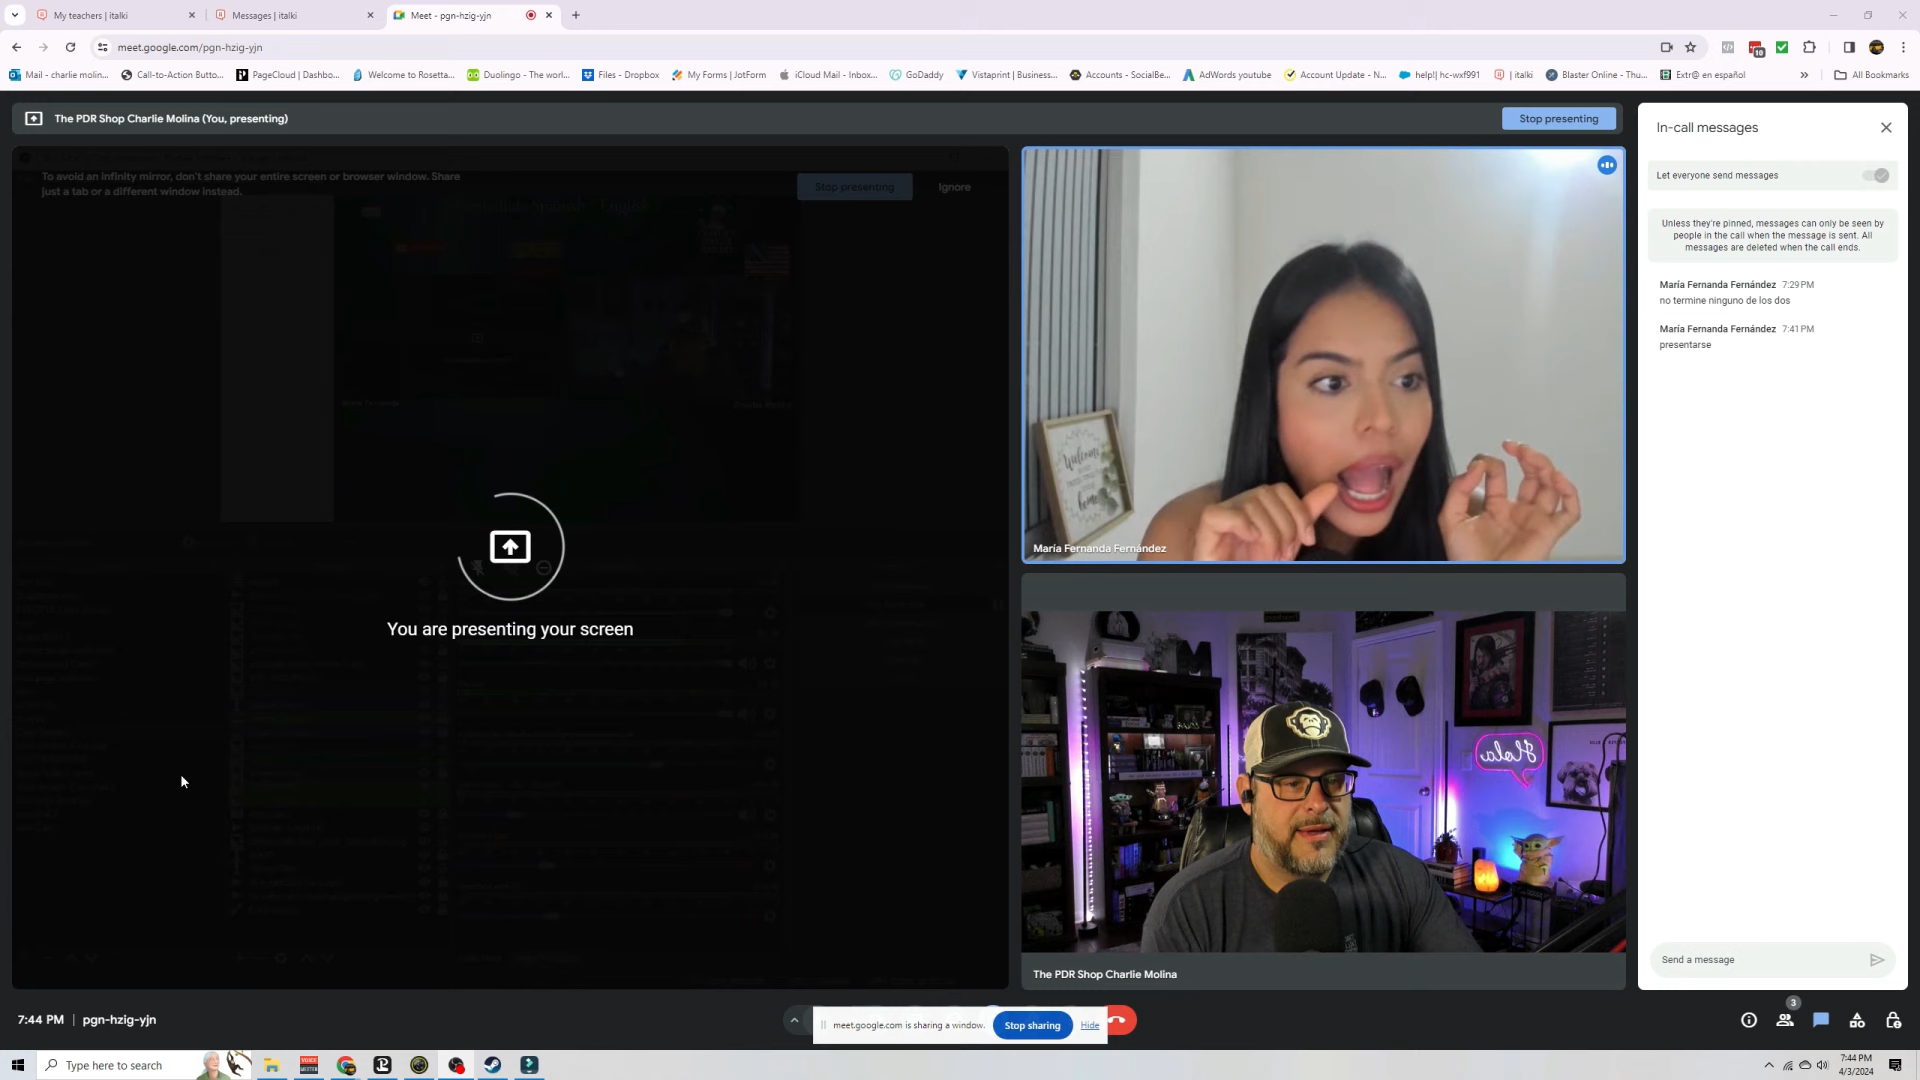 My teachers | italki
Messages | italki
Meet - pgn-hzig-yjn
meet.google.com/pgn-hzig-yjn
10
Mail - charlie molin...
Call-to-Action Butto...
PageCloud | Dashbo...
Welcome to Rosetta...
Duolingo - The worl...
Files - Dropbox
My Forms | JotForm
iCloud Mail - Inbox...
GoDaddy
Vistaprint | Business...
Accounts - SocialBe...
AdWords youtube
Account Update - N...
help!| hc-wxf991
| italki
Blaster Online - Thu...
Extr@ en español
All Bookmarks
The PDR Shop Charlie Molina (You, presenting)
Stop presenting
To avoid an infinity mirror, don't share your entire screen or browser window. Share
just a tab or a different window instead.
Stop presenting
Ignore
You are presenting your screen
María Fernanda Fernández
Hola
The PDR Shop Charlie Molina
In-call messages
Let everyone send messages
Unless they're pinned, messages can only be seen by
people in the call when the message is sent. All
messages are deleted when the call ends.
María Fernanda Fernández 7:29 PM
no termine ninguno de los dos
María Fernanda Fernández 7:41 PM
presentarse
Send a message
7:44 PM | pgn-hzig-yjn
meet.google.com is sharing a window.
Stop sharing
Hide
3
Type here to search
7:44 PM
4/3/2024